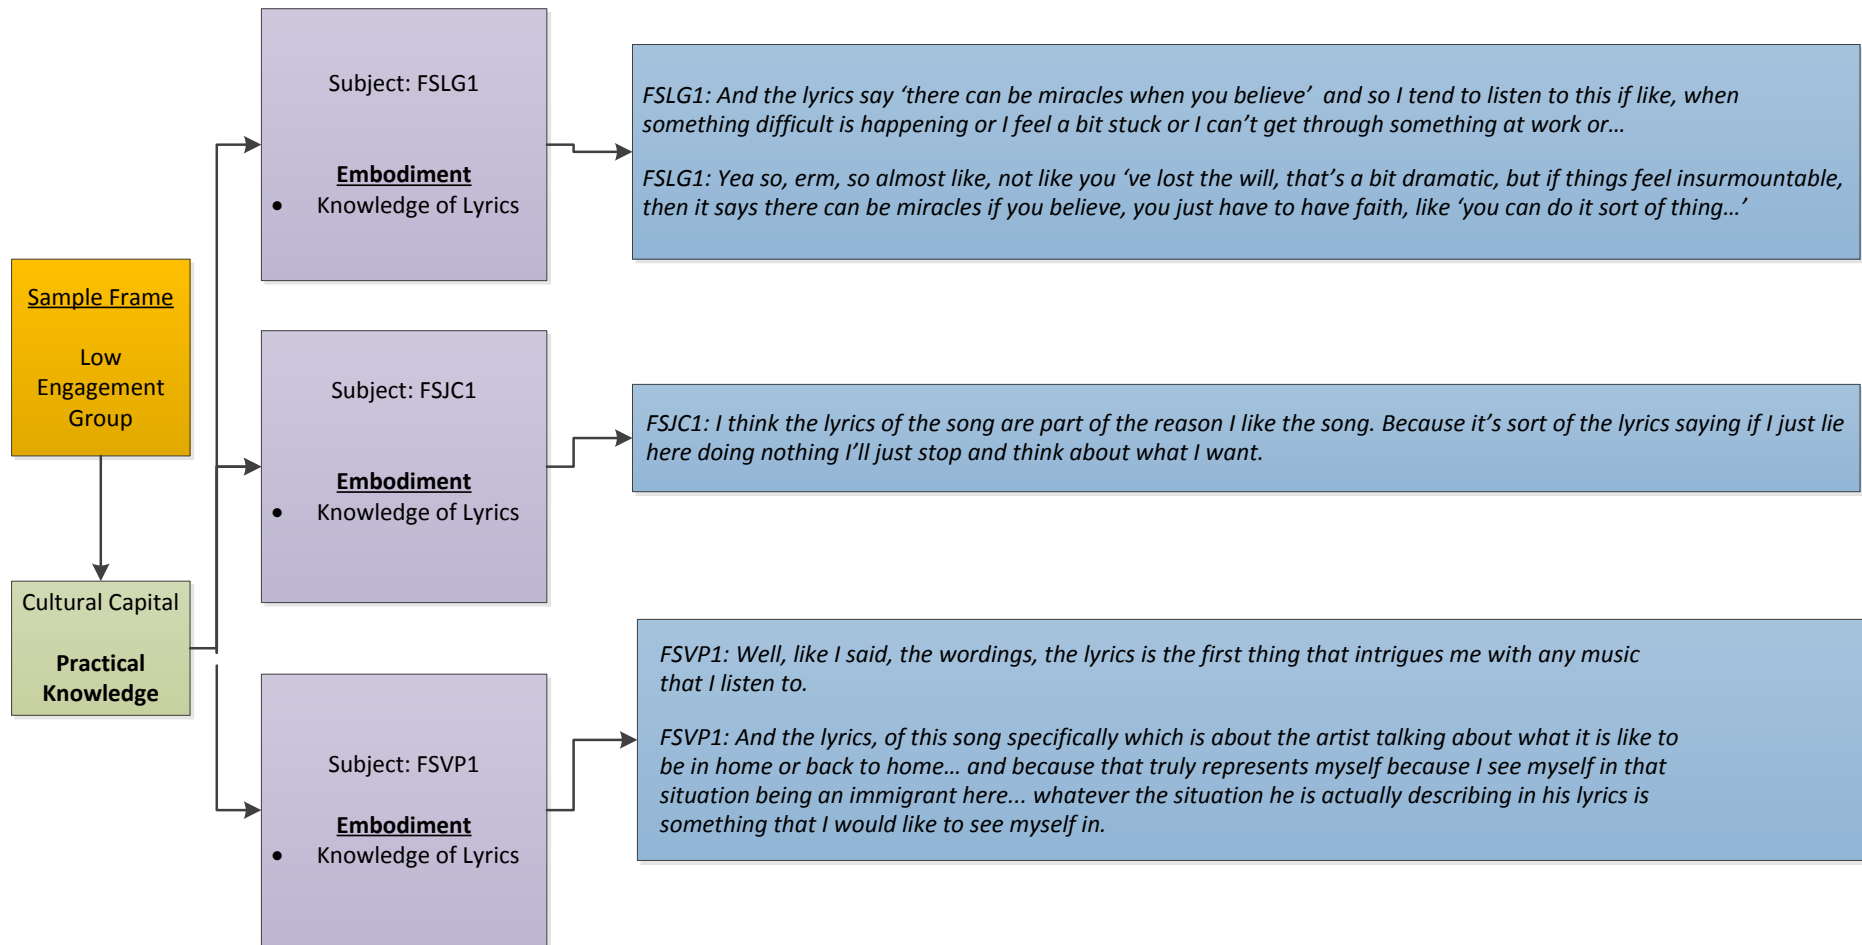 Sample Frame
Low
Engagement
Group
Cultural Capital
Practical
Knowledge
Subject: FSLG1
Embodiment
• Knowledge of Lyrics
FSLG1: And the lyrics say ‘there can be miracles when you believe’ and so I tend to listen to this if like, when
something difficult is happening or I feel a bit stuck or I can’t get through something at work or…
FSLG1: Yea so, erm, so almost like, not like you ‘ve lost the will, that’s a bit dramatic, but if things feel insurmountable,
then it says there can be miracles if you believe, you just have to have faith, like ‘you can do it sort of thing…’
Subject: FSJC1
Embodiment
• Knowledge of Lyrics
FSJC1: I think the lyrics of the song are part of the reason I like the song. Because it’s sort of the lyrics saying if I just lie
here doing nothing I’ll just stop and think about what I want.
Subject: FSVP1
Embodiment
• Knowledge of Lyrics
FSVP1: Well, like I said, the wordings, the lyrics is the first thing that intrigues me with any music
that I listen to.
FSVP1: And the lyrics, of this song specifically which is about the artist talking about what it is like to
be in home or back to home… and because that truly represents myself because I see myself in that
situation being an immigrant here... whatever the situation he is actually describing in his lyrics is
something that I would like to see myself in.